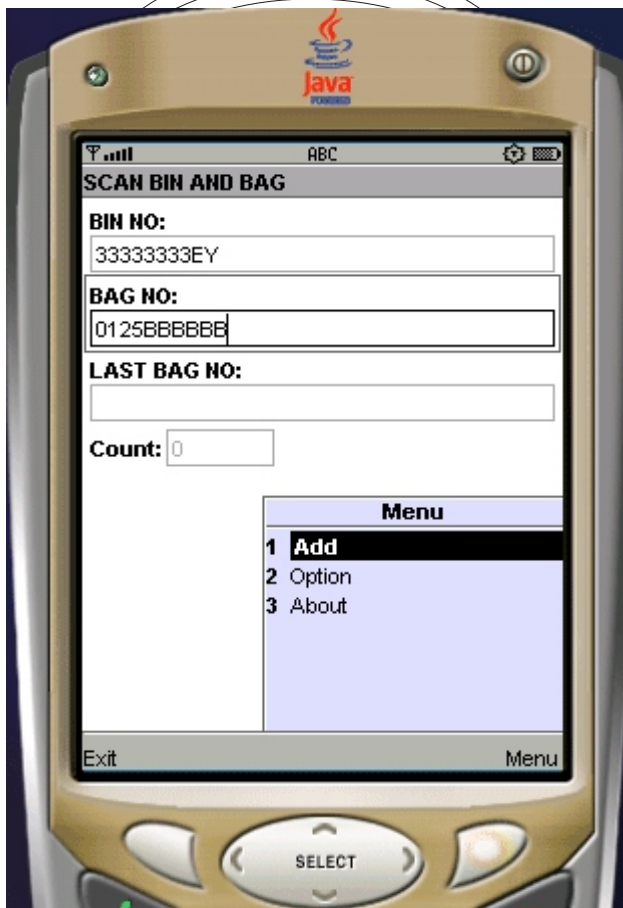 Java
POWERED
ABC
SCAN BIN AND BAG
BIN NO:
33333333EY
BAG NO:
0125BBBBBB
LAST BAG NO:
Count: 0
Menu
1 Add
2 Option
3 About
Exit
Menu
SELECT